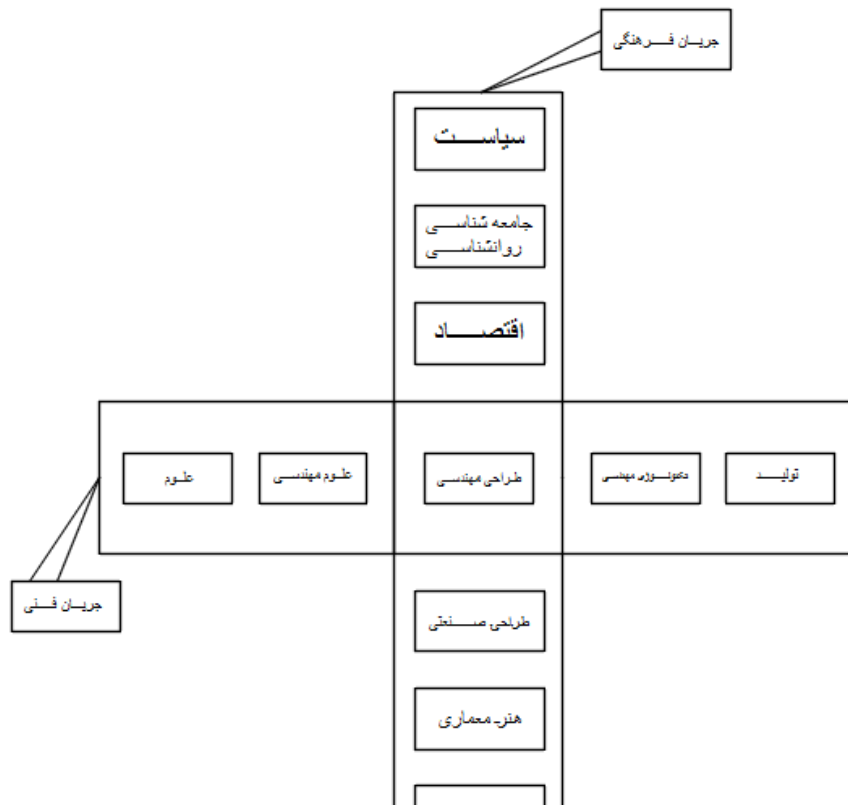 جریان فرهنگی
سیاست
جامعه شناسی
روانشناسی
اقتصاد
تولید
تکنولوژی مهندسی
طراحی مهندسی
علوم مهندسی
علوم
جریان فنی
طراحی صنعتی
هنر معماری